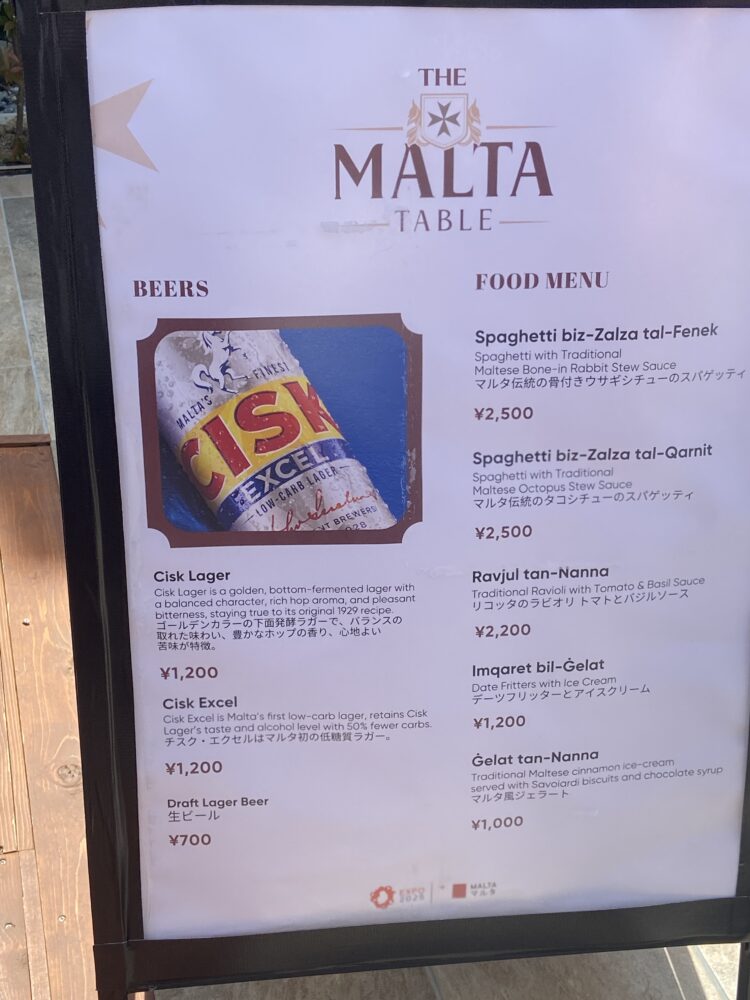 THE
MALTA
TABLE
BEERS
MALTA'S FINEST
CISK
EXCEL
LOW-CARB LAGER
Cisk Lager
Cisk Lager is a golden, bottom-fermented lager with
a balanced character, rich hop aroma, and pleasant
bitterness, staying true to its original 1929 recipe.
ゴールデンカラーの下面発酵ラガーで、バランスの
取れた味わい、豊かなホップの香り、心地よい
苦味が特徴。
¥1,200
Cisk Excel
Cisk Excel is Malta's first low-carb lager, retains Cisk
Lager's taste and alcohol level with 50% fewer carbs.
チスク・エクセルはマルタ初の低糖質ラガー。
¥1,200
Draft Lager Beer
生ビール
¥700
FOOD MENU
Spaghetti biz-Zalza tal-Fenek
Spaghetti with Traditional
Maltese Bone-in Rabbit Stew Sauce
マルタ伝統の骨付きウサギシチューのスパゲッティ
¥2,500
Spaghetti biz-Zalza tal-Qarnit
Spaghetti with Traditional
Maltese Octopus Stew Sauce
マルタ伝統のタコシチューのスパゲッティ
¥2,500
Ravjul tan-Nanna
Traditional Ravioli with Tomato & Basil Sauce
リコッタのラビオリ トマトとバジルソース
¥2,200
Imqaret bil-Ġelat
Date Fritters with Ice Cream
デーツフリッターとアイスクリーム
¥1,200
Ġelat tan-Nanna
Traditional Maltese cinnamon ice-cream
served with Savoiardi biscuits and chocolate syrup
マルタ風ジェラート
¥1,000
EXPO
2025
MALTA
マルタ